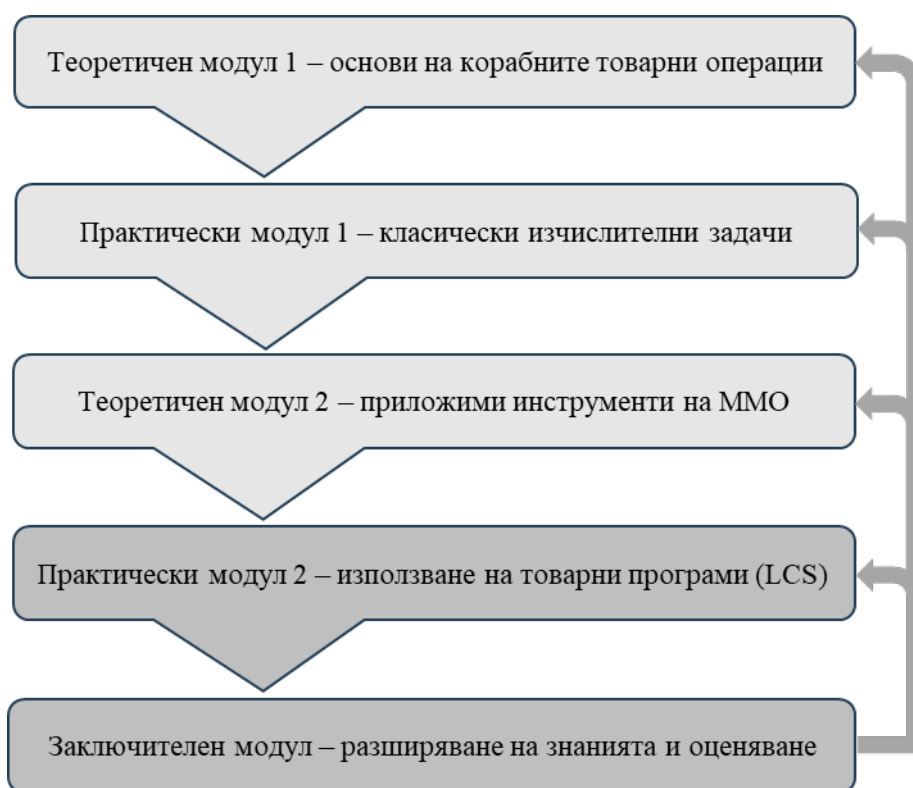 Теоретичен модул 1 – основи на корабните товарни операции
Практически модул 1 – класически изчислителни задачи
Теоретичен модул 2 – приложими инструменти на ММО
Практически модул 2 – използване на товарни програми (LCS)
Заключителен модул – разширяване на знанията и оценяване